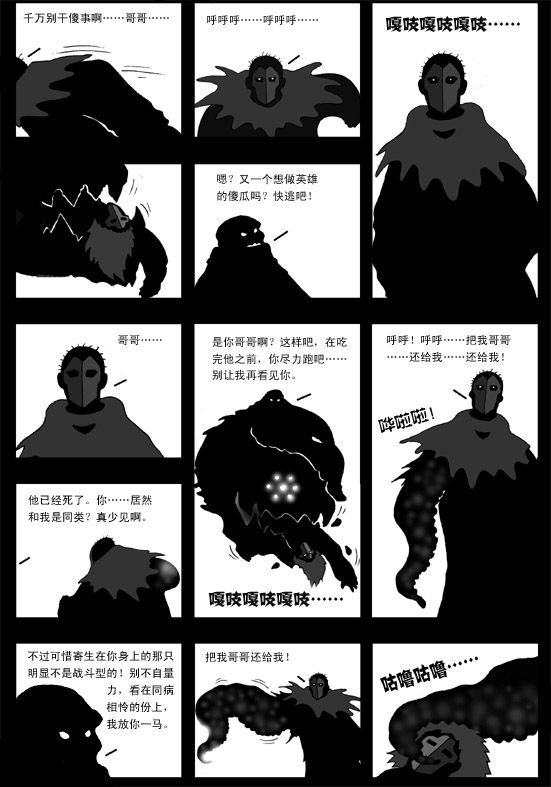 千万别干傻事啊……哥哥……
呼呼呼……呼呼呼……
嘎吱嘎吱嘎吱……
嗯？又一个想做英雄
的傻瓜吗？快逃吧！
哥哥……
是你哥哥啊？这样吧，在吃
完他之前，你尽力跑吧……
别让我再看见你。
嘎吱嘎吱嘎吱……
呼呼！呼呼……把我哥哥
……还给我……还给我！
哗啦啦！
他已经死了。你……居然
和我是同类？真少见啊。
不过可惜寄生在你身上的那只
明显不是战斗型的！别不自量
力，看在同病
相怜的份上，
我放你一马。
把我哥哥还给我！
咕噜咕噜……